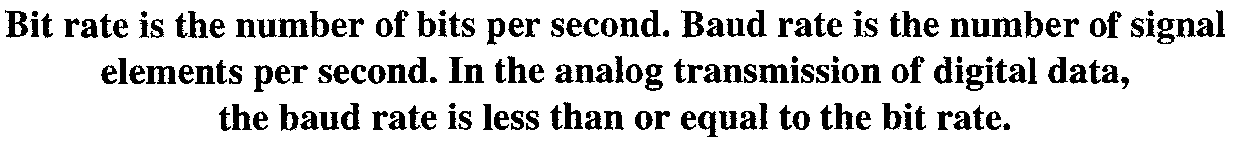 Bit rate is the number of bits per second. Baud rate is the number of signal
elements per second. In the analog transmission of digital data,
the baud rate is less than or equal to the bit rate.